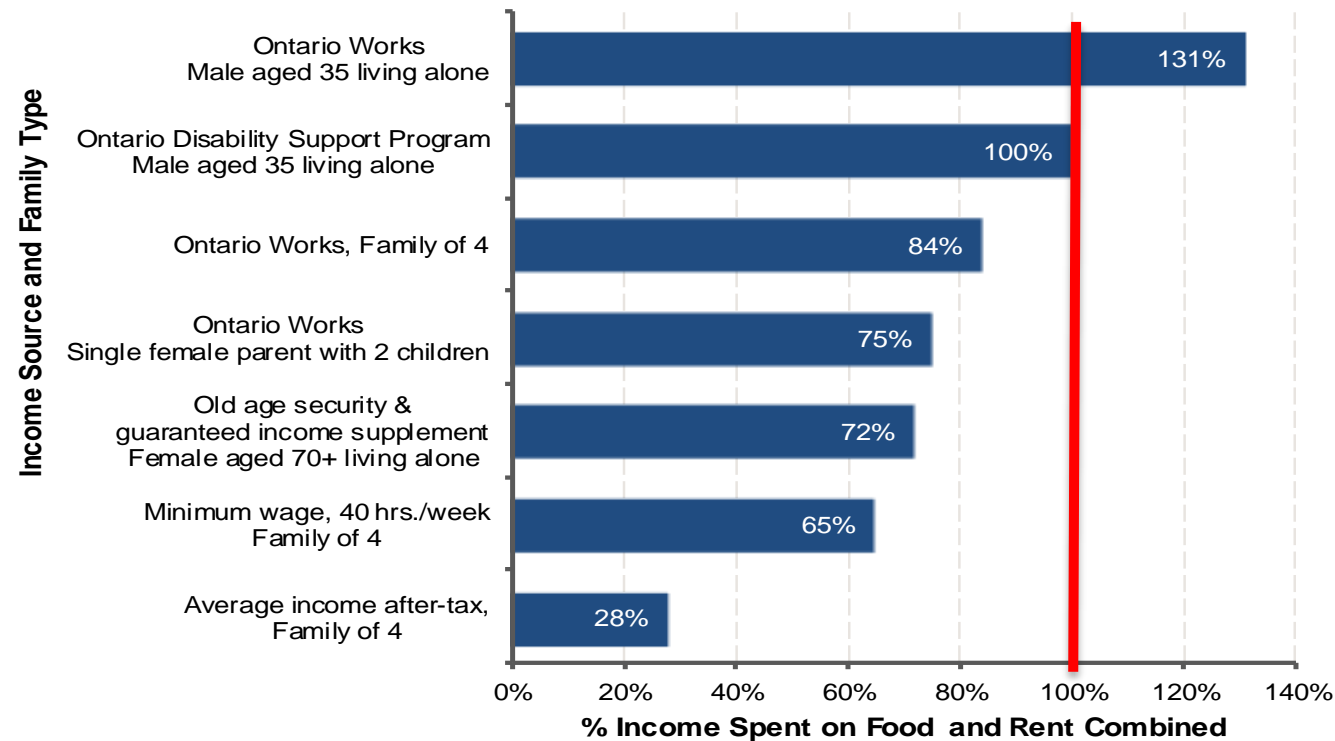 Income Source and Family Type
Ontario Works
Male aged 35 living alone
131%
Ontario Disability Support Program
Male aged 35 living alone
100%
Ontario Works, Family of 4
84%
Ontario Works
Single female parent with 2 children
75%
Old age security &
guaranteed income supplement
Female aged 70+ living alone
72%
Minimum wage, 40 hrs./week
Family of 4
65%
Average income after-tax,
Family of 4
28%
0% 20% 40% 60% 80% 100% 120% 140%
% Income Spent on Food and Rent Combined